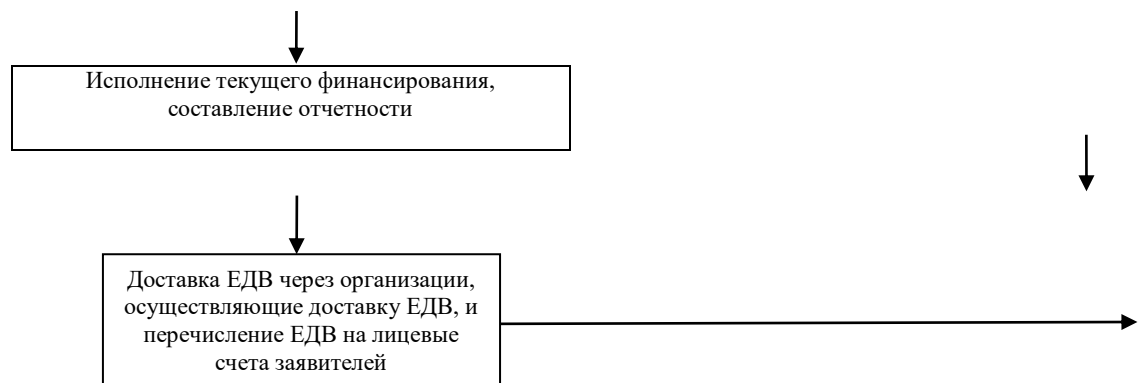 Исполнение текущего финансирования,
составление отчетности
Доставка ЕДВ через организации,
осуществляющие доставку ЕДВ, и
перечисление ЕДВ на лицевые
счета заявителей